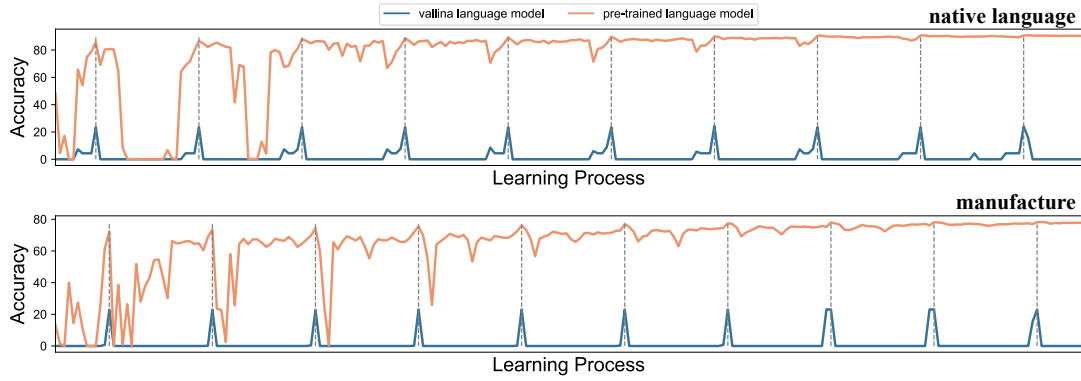 vallina language model
pre-trained language model
native language
80
60
40
20
0
Accuracy
Learning Process
manufacture
80
60
40
20
0
Accuracy
Learning Process